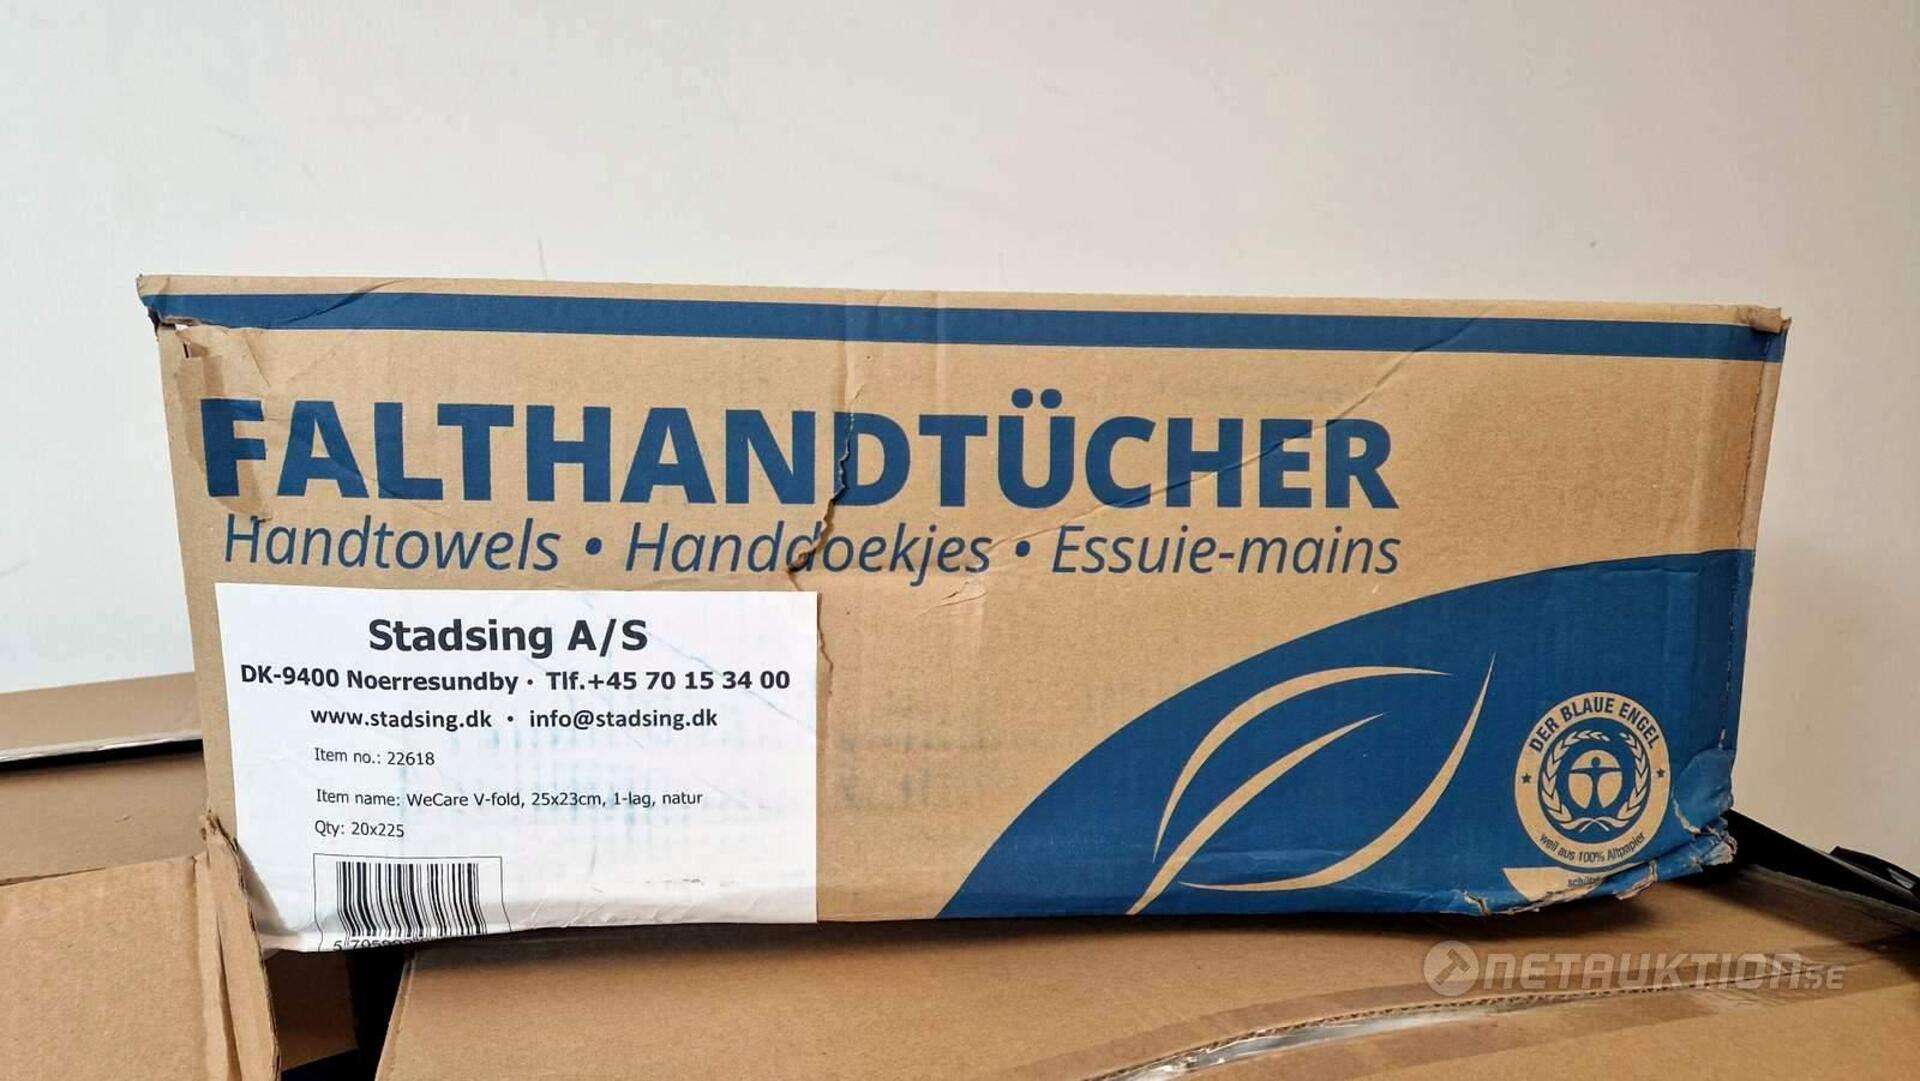 FALTHANDTÜCHER
Handtowels • Handdoekjes • Essuie-mains
Stadsing A/S
DK-9400 Noerresundby · Tlf.+45 70 15 34 00
www.stadsing.dk • info@stadsing.dk
Item no.: 22618
Item name: WeCare V-fold, 25x23cm, 1-lag, natur
Qty: 20x225
DER BLAUE ENGEL
weil aus 100% Altpapier
NETAUKTION.SE